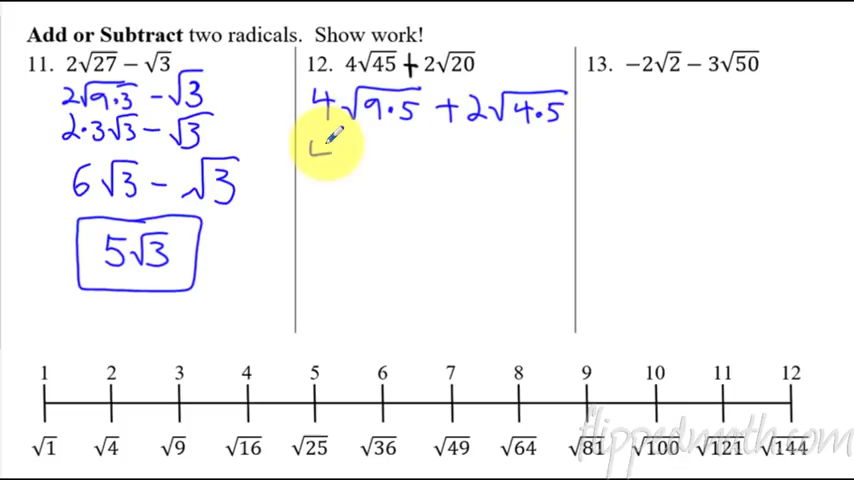 Add or Subtract two radicals. Show work!
11. 2√27 − √3
2√9·3 − √3
2·3√3 − √3
6√3 − √3
5√3
12. 4√45 + 2√20
4√9·5 + 2√4·5
13. −2√2 − 3√50
1 2 3 4 5 6 7 8 9 10 11 12
√1 √4 √9 √16 √25 √36 √49 √64 √81 √100 √121 √144
flippedmath.com